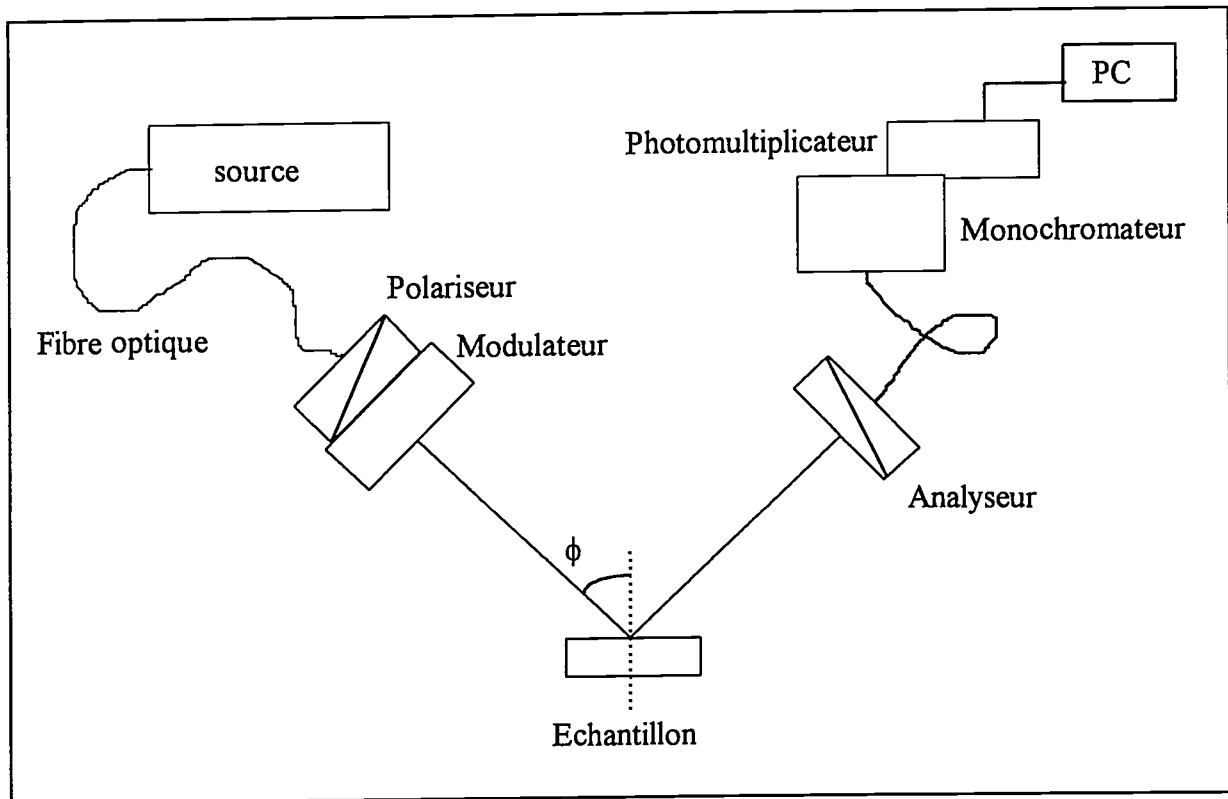 PC
Photomultiplicateur
source
Monochromateur
Polariseur
Fibre optique
Modulateur
Analyseur
ϕ
Echantillon